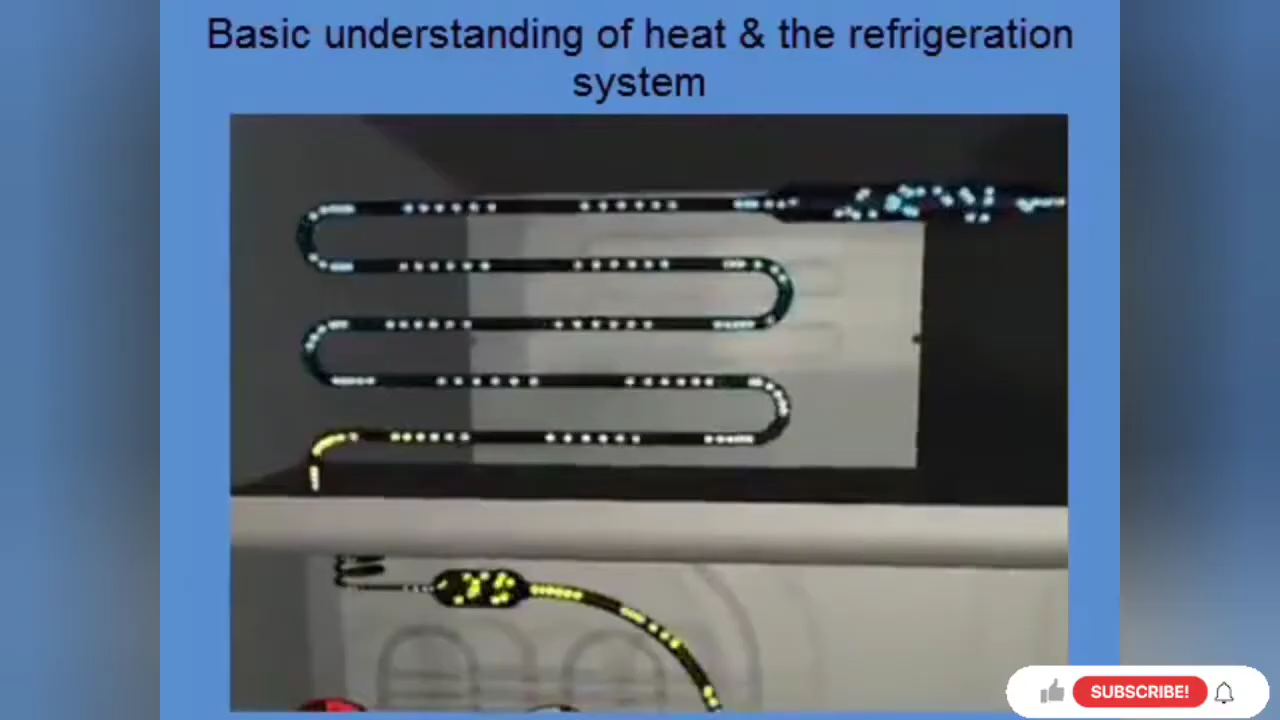 Basic understanding of heat & the refrigeration
system
SUBSCRIBE!